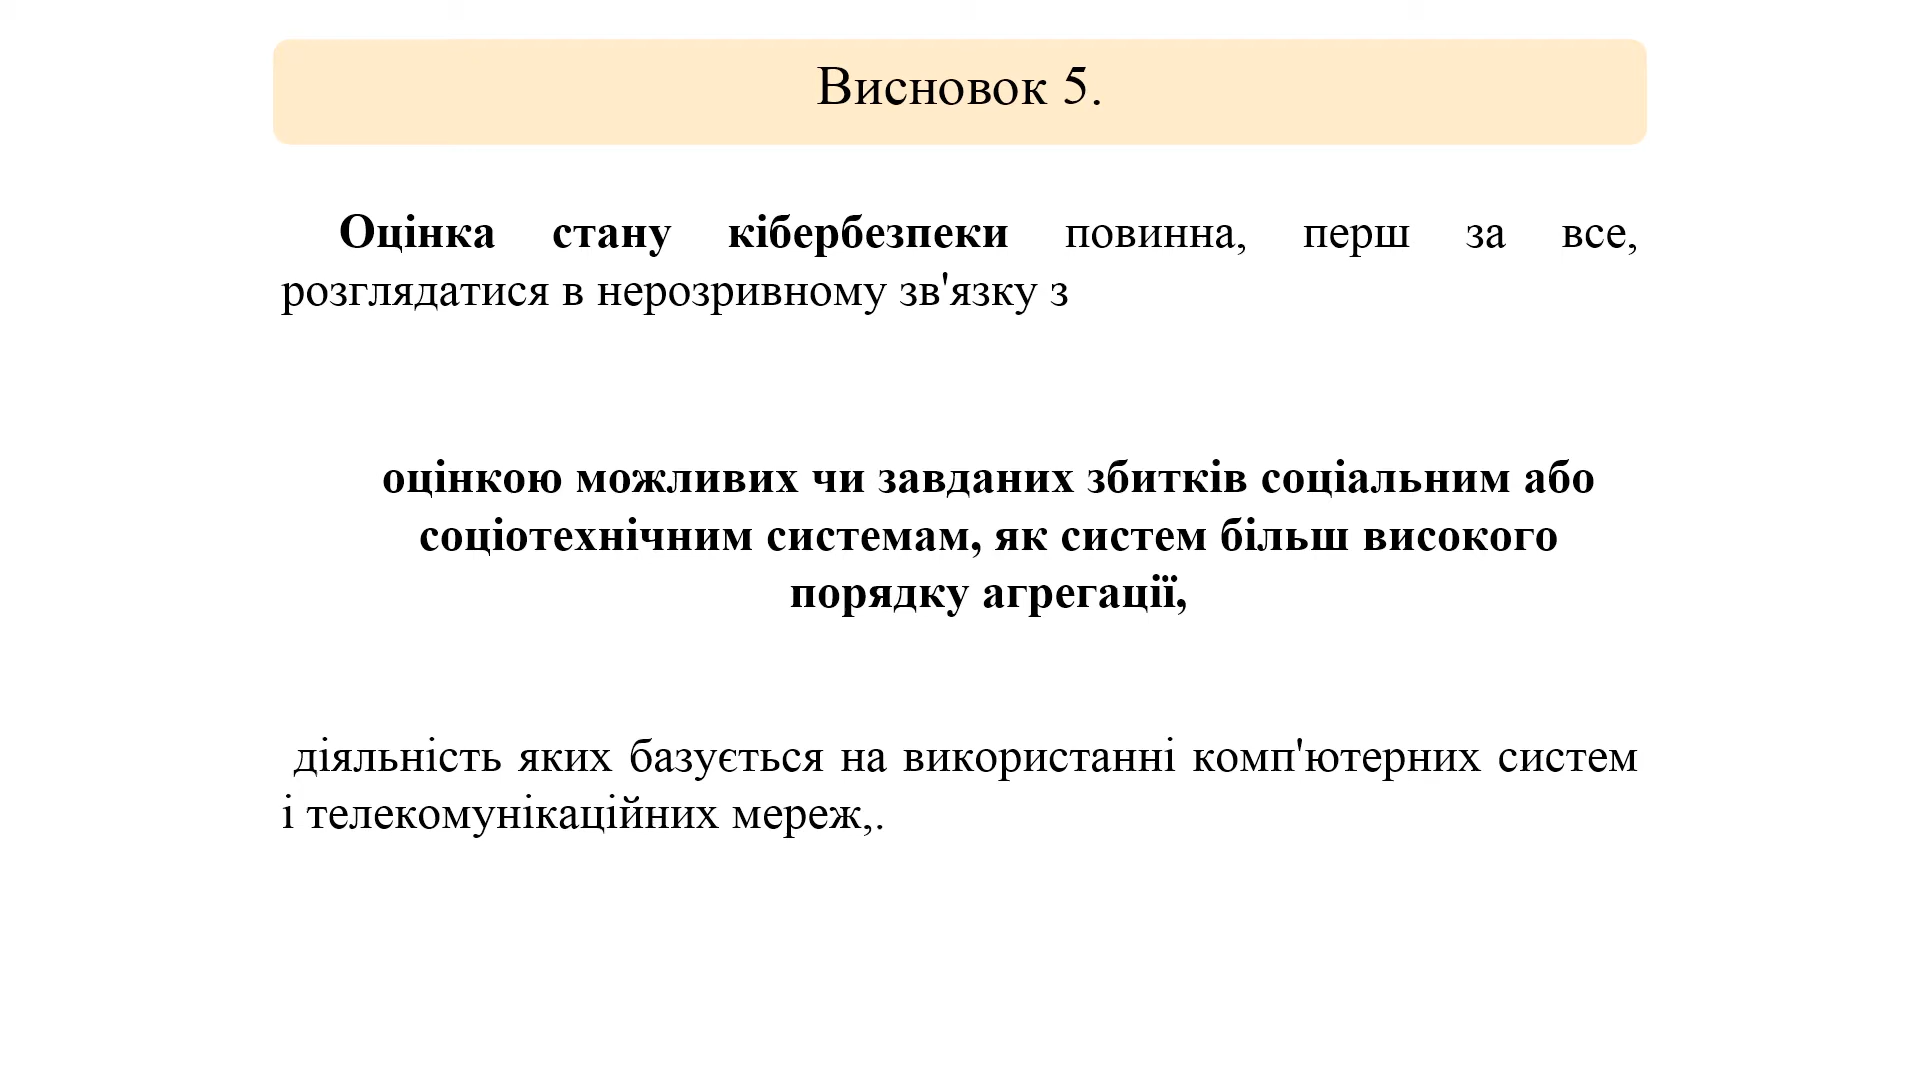 Висновок 5.
Оцінка стану кібербезпеки повинна, перш за все,
розглядатися в нерозривному зв'язку з
оцінкою можливих чи завданих збитків соціальним або
соціотехнічним системам, як систем більш високого
порядку агрегації,
діяльність яких базується на використанні комп'ютерних систем
і телекомунікаційних мереж,.